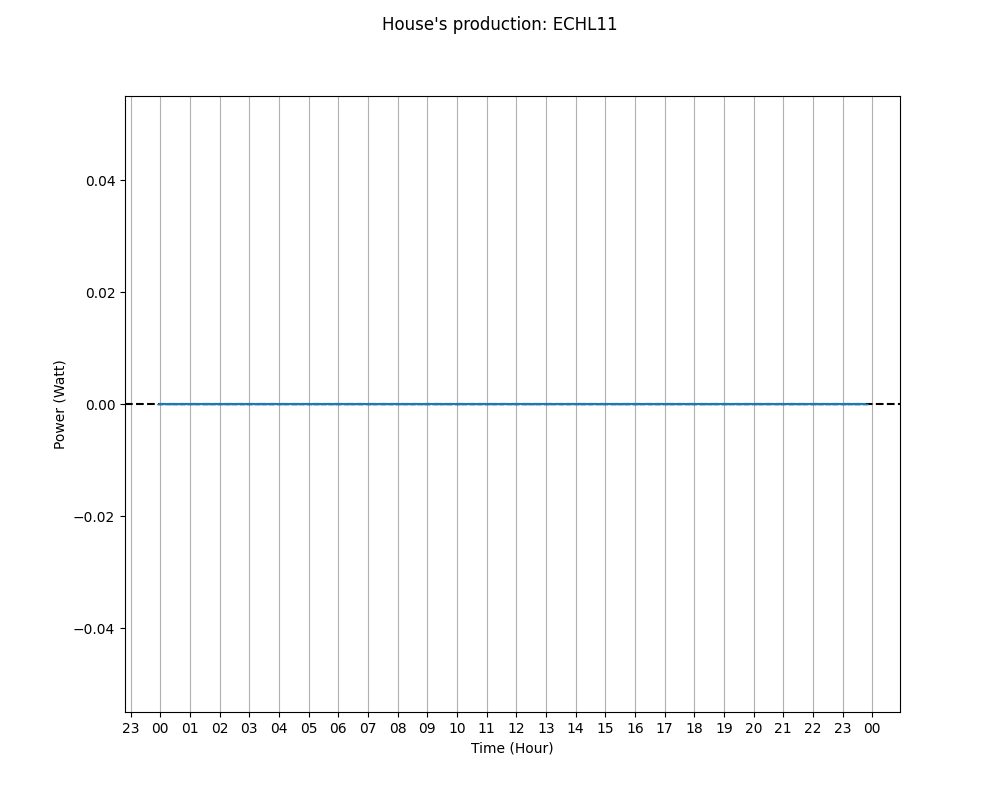 House's production: ECHL11
0.04
0.02
0.00
−0.02
−0.04
Power (Watt)
23 00 01 02 03 04 05 06 07 08 09 10 11 12 13 14 15 16 17 18 19 20 21 22 23 00
Time (Hour)